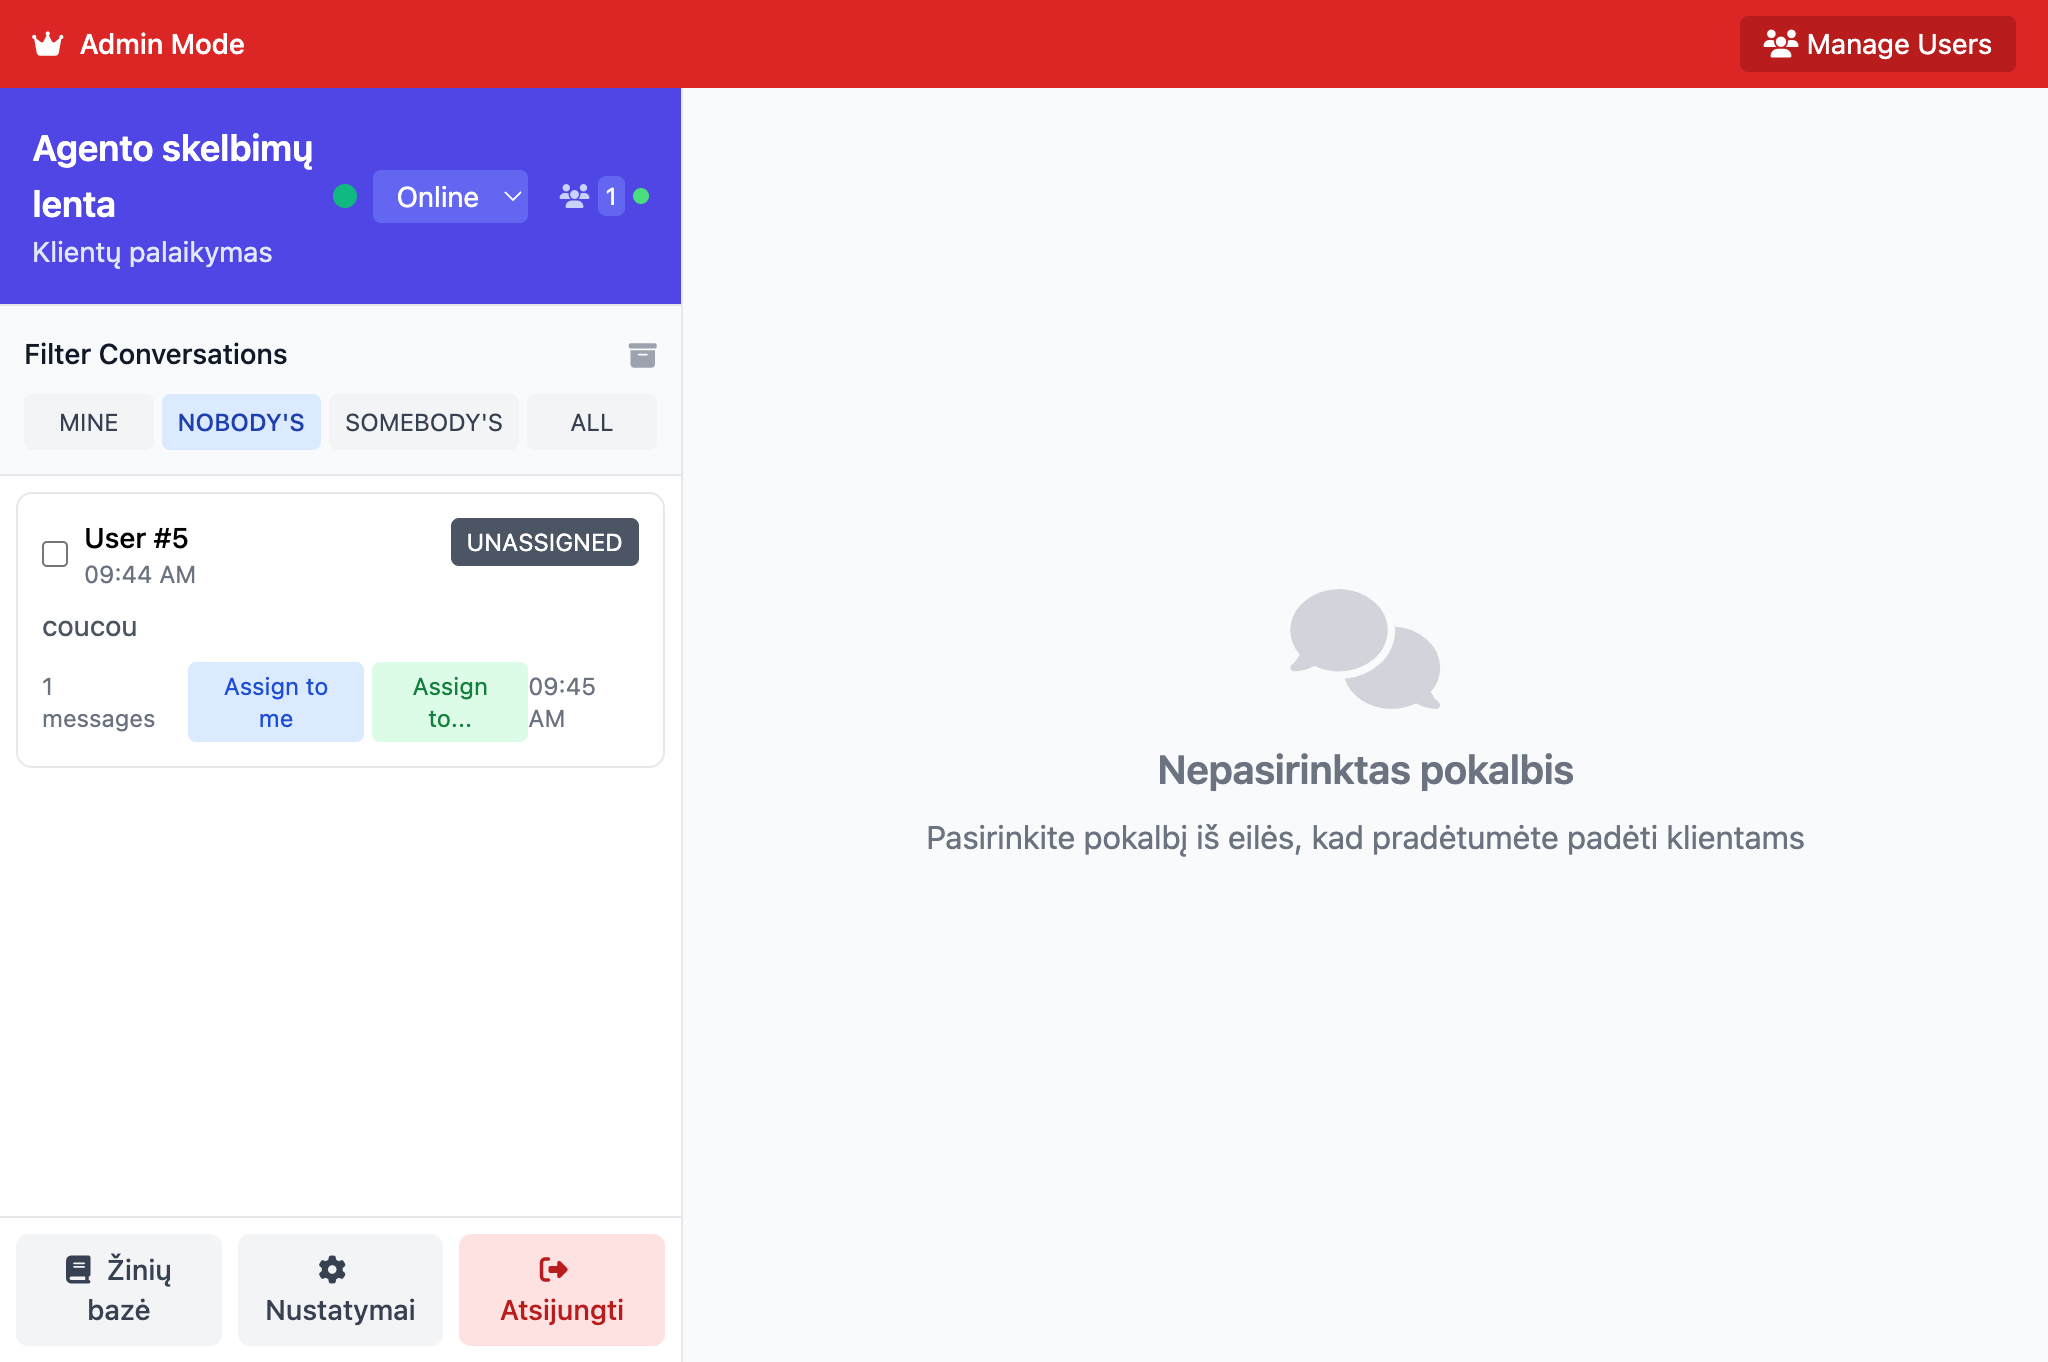 Admin Mode
Manage Users
Agento skelbimų
lenta
Klientų palaikymas
Online
1
Filter Conversations
MINE
NOBODY'S
SOMEBODY'S
ALL
User #5
09:44 AM
UNASSIGNED
coucou
1
messages
Assign to
me
Assign
to...
09:45
AM
Nepasirinktas pokalbis
Pasirinkite pokalbį iš eilės, kad pradėtumėte padėti klientams
Žinių
bazė
Nustatymai
Atsijungti